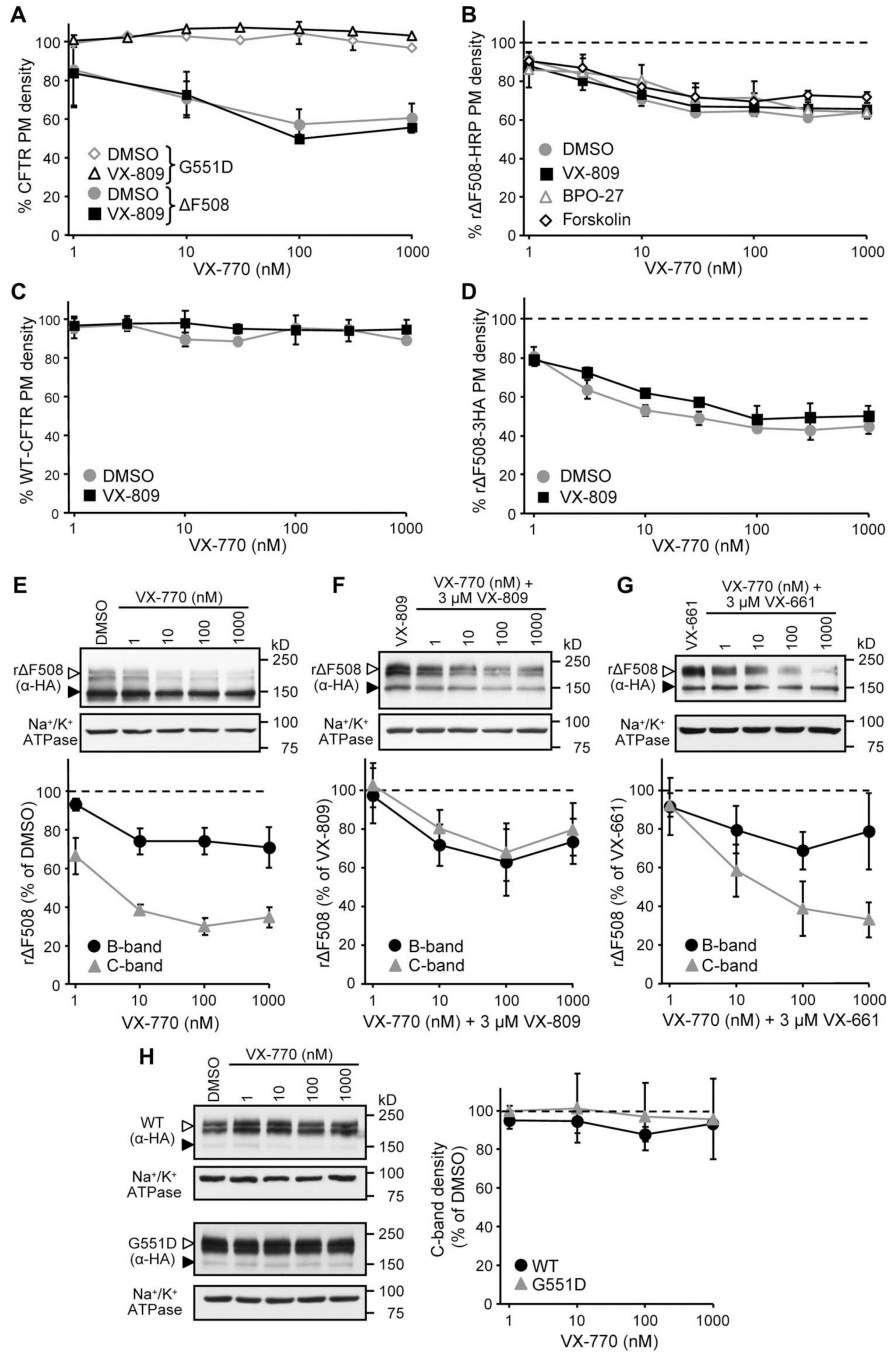 A
% CFTR PM density
120
100
80
60
40
20
0
DMSO
VX-809
G551D
DMSO
VX-809
ΔF508
1
10
100
1000
VX-770 (nM)
B
% rΔF508-HRP PM density
100
80
60
40
20
0
DMSO
VX-809
BPO-27
Forskolin
1
10
100
1000
VX-770 (nM)
C
% WT-CFTR PM density
100
80
60
40
20
0
DMSO
VX-809
1
10
100
1000
VX-770 (nM)
D
% rΔF508-3HA PM density
100
80
60
40
20
0
DMSO
VX-809
1
10
100
1000
VX-770 (nM)
E
DMSO
VX-770 (nM)
1
10
100
1000
kD
rΔF508
(α-HA)
250
150
Na⁺/K⁺
ATPase
100
75
rΔF508 (% of DMSO)
100
80
60
40
20
0
B-band
C-band
1
10
100
1000
VX-770 (nM)
F
VX-809
VX-770 (nM) +
3 µM VX-809
1
10
100
1000
kD
rΔF508
(α-HA)
250
150
Na⁺/K⁺
ATPase
100
75
rΔF508 (% of VX-809)
100
80
60
40
20
0
B-band
C-band
1
10
100
1000
VX-770 (nM) + 3 µM VX-809
G
VX-661
VX-770 (nM) +
3 µM VX-661
1
10
100
1000
kD
rΔF508
(α-HA)
250
150
Na⁺/K⁺
ATPase
100
75
rΔF508 (% of VX-661)
100
80
60
40
20
0
B-band
C-band
1
10
100
1000
VX-770 (nM) + 3 µM VX-661
H
DMSO
VX-770 (nM)
1
10
100
1000
kD
WT
(α-HA)
250
150
Na⁺/K⁺
ATPase
100
75
G551D
(α-HA)
250
150
Na⁺/K⁺
ATPase
100
75
C-band density
(% of DMSO)
100
80
60
40
20
0
WT
G551D
1
10
100
1000
VX-770 (nM)